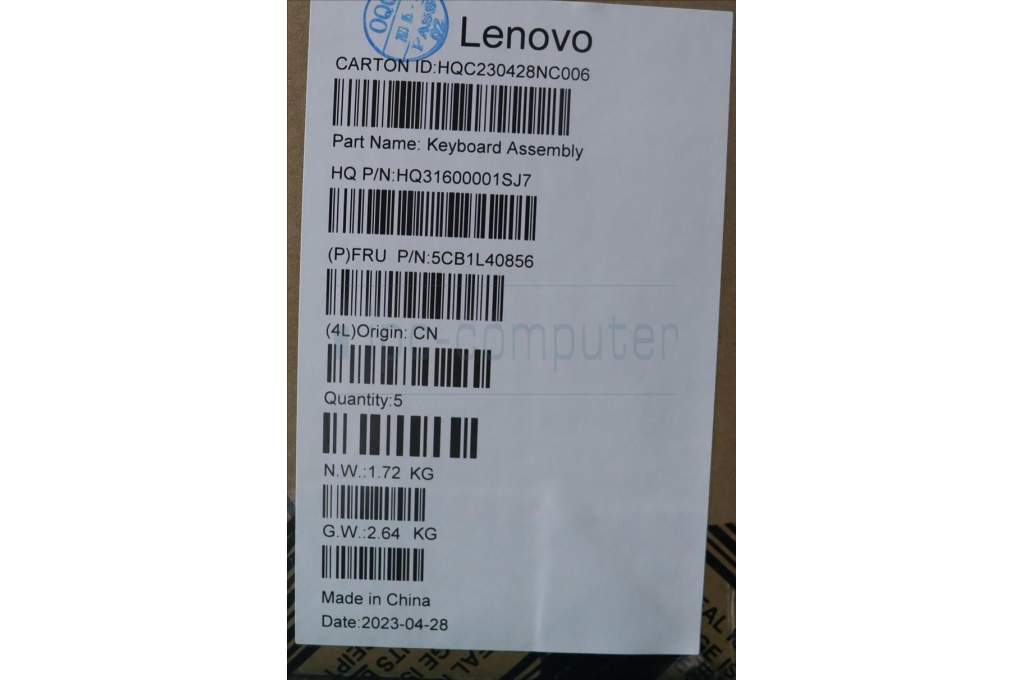 Lenovo
CARTON ID:HQC230428NC006
Part Name: Keyboard Assembly
HQ P/N:HQ31600001SJ7
(P)FRU P/N:5CB1L40856
(4L)Origin: CN
-computer
Quantity:5
N.W.:1.72 KG
G.W.:2.64 KG
Made in China
Date:2023-04-28